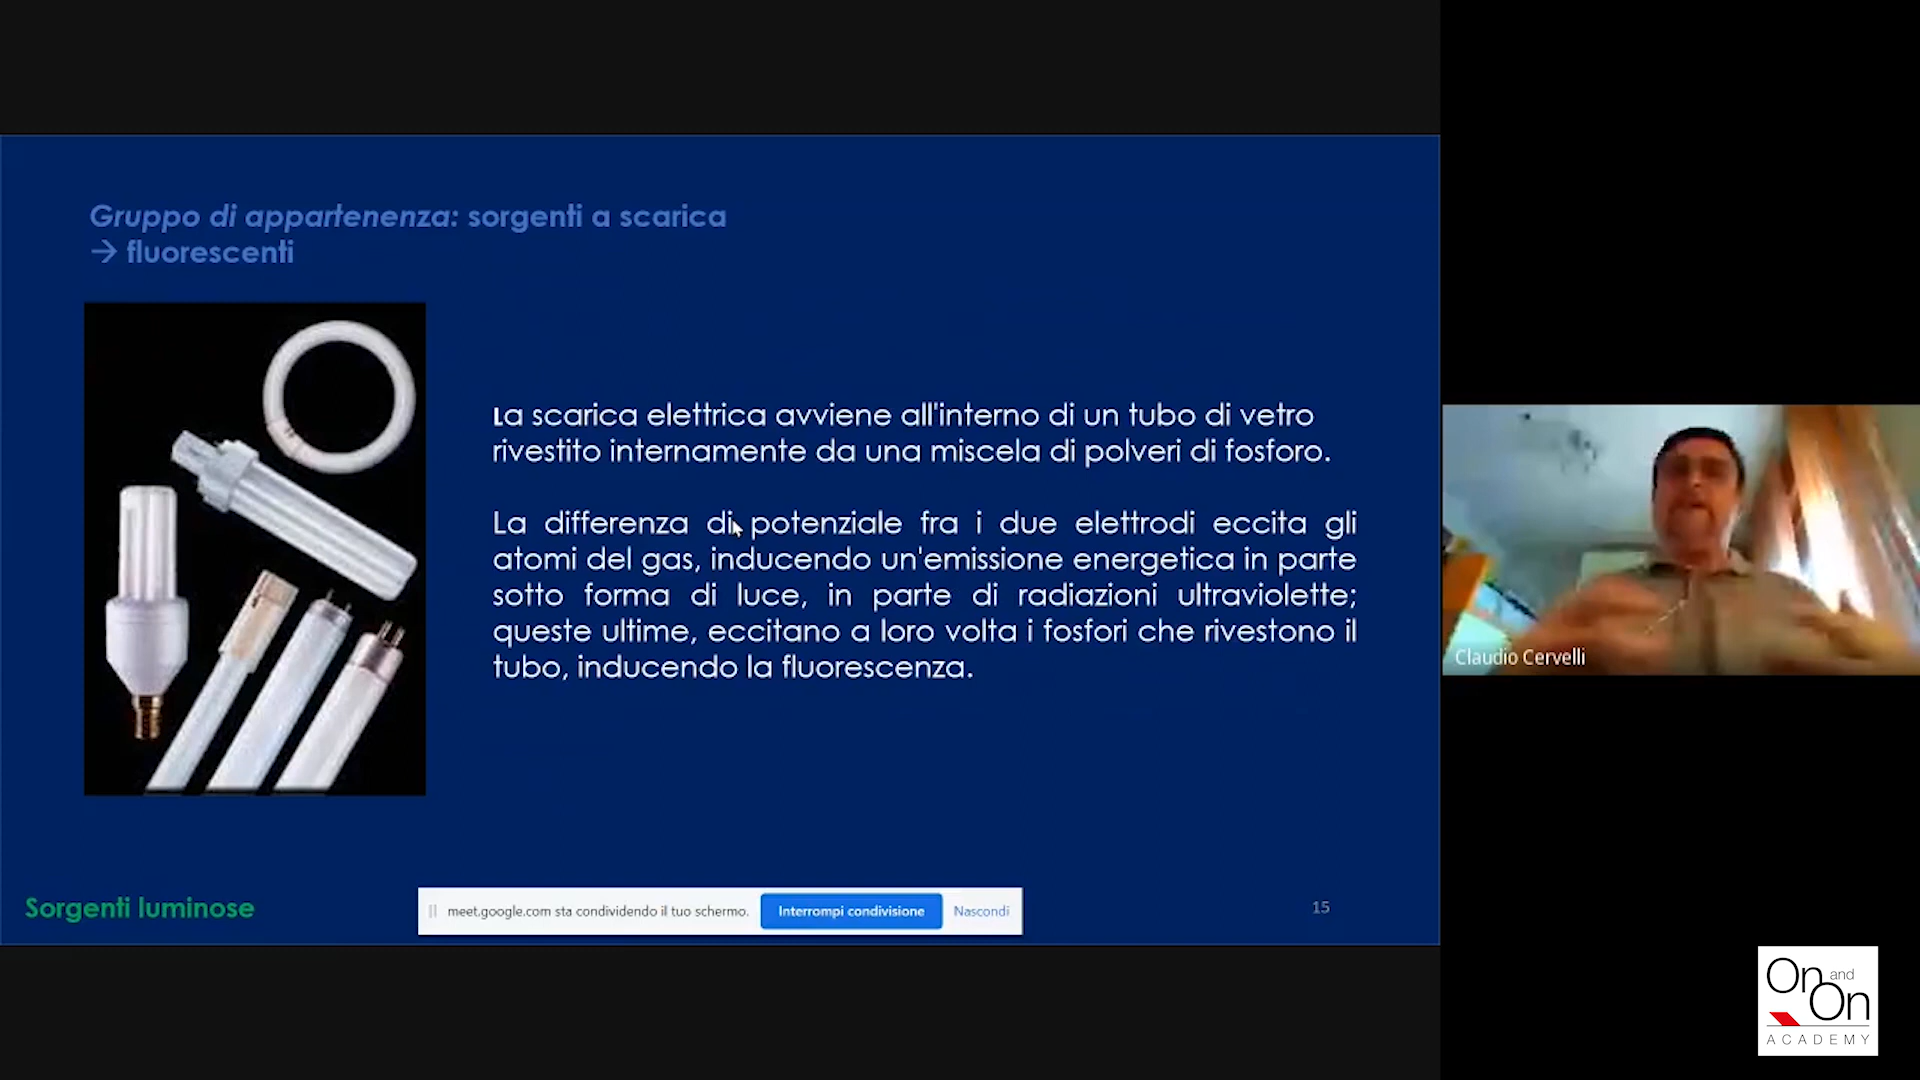 Gruppo di appartenenza: sorgenti a scarica
→ fluorescenti
La scarica elettrica avviene all'interno di un tubo di vetro
rivestito internamente da una miscela di polveri di fosforo.
La differenza di potenziale fra i due elettrodi eccita gli
atomi del gas, inducendo un'emissione energetica in parte
sotto forma di luce, in parte di radiazioni ultraviolette;
queste ultime, eccitano a loro volta i fosfori che rivestono il
tubo, inducendo la fluorescenza.
Claudio Cervelli
Sorgenti luminose
meet.google.com sta condividendo il tuo schermo.
Interrompi condivisione
Nascondi
15
On and
On
ACADEMY